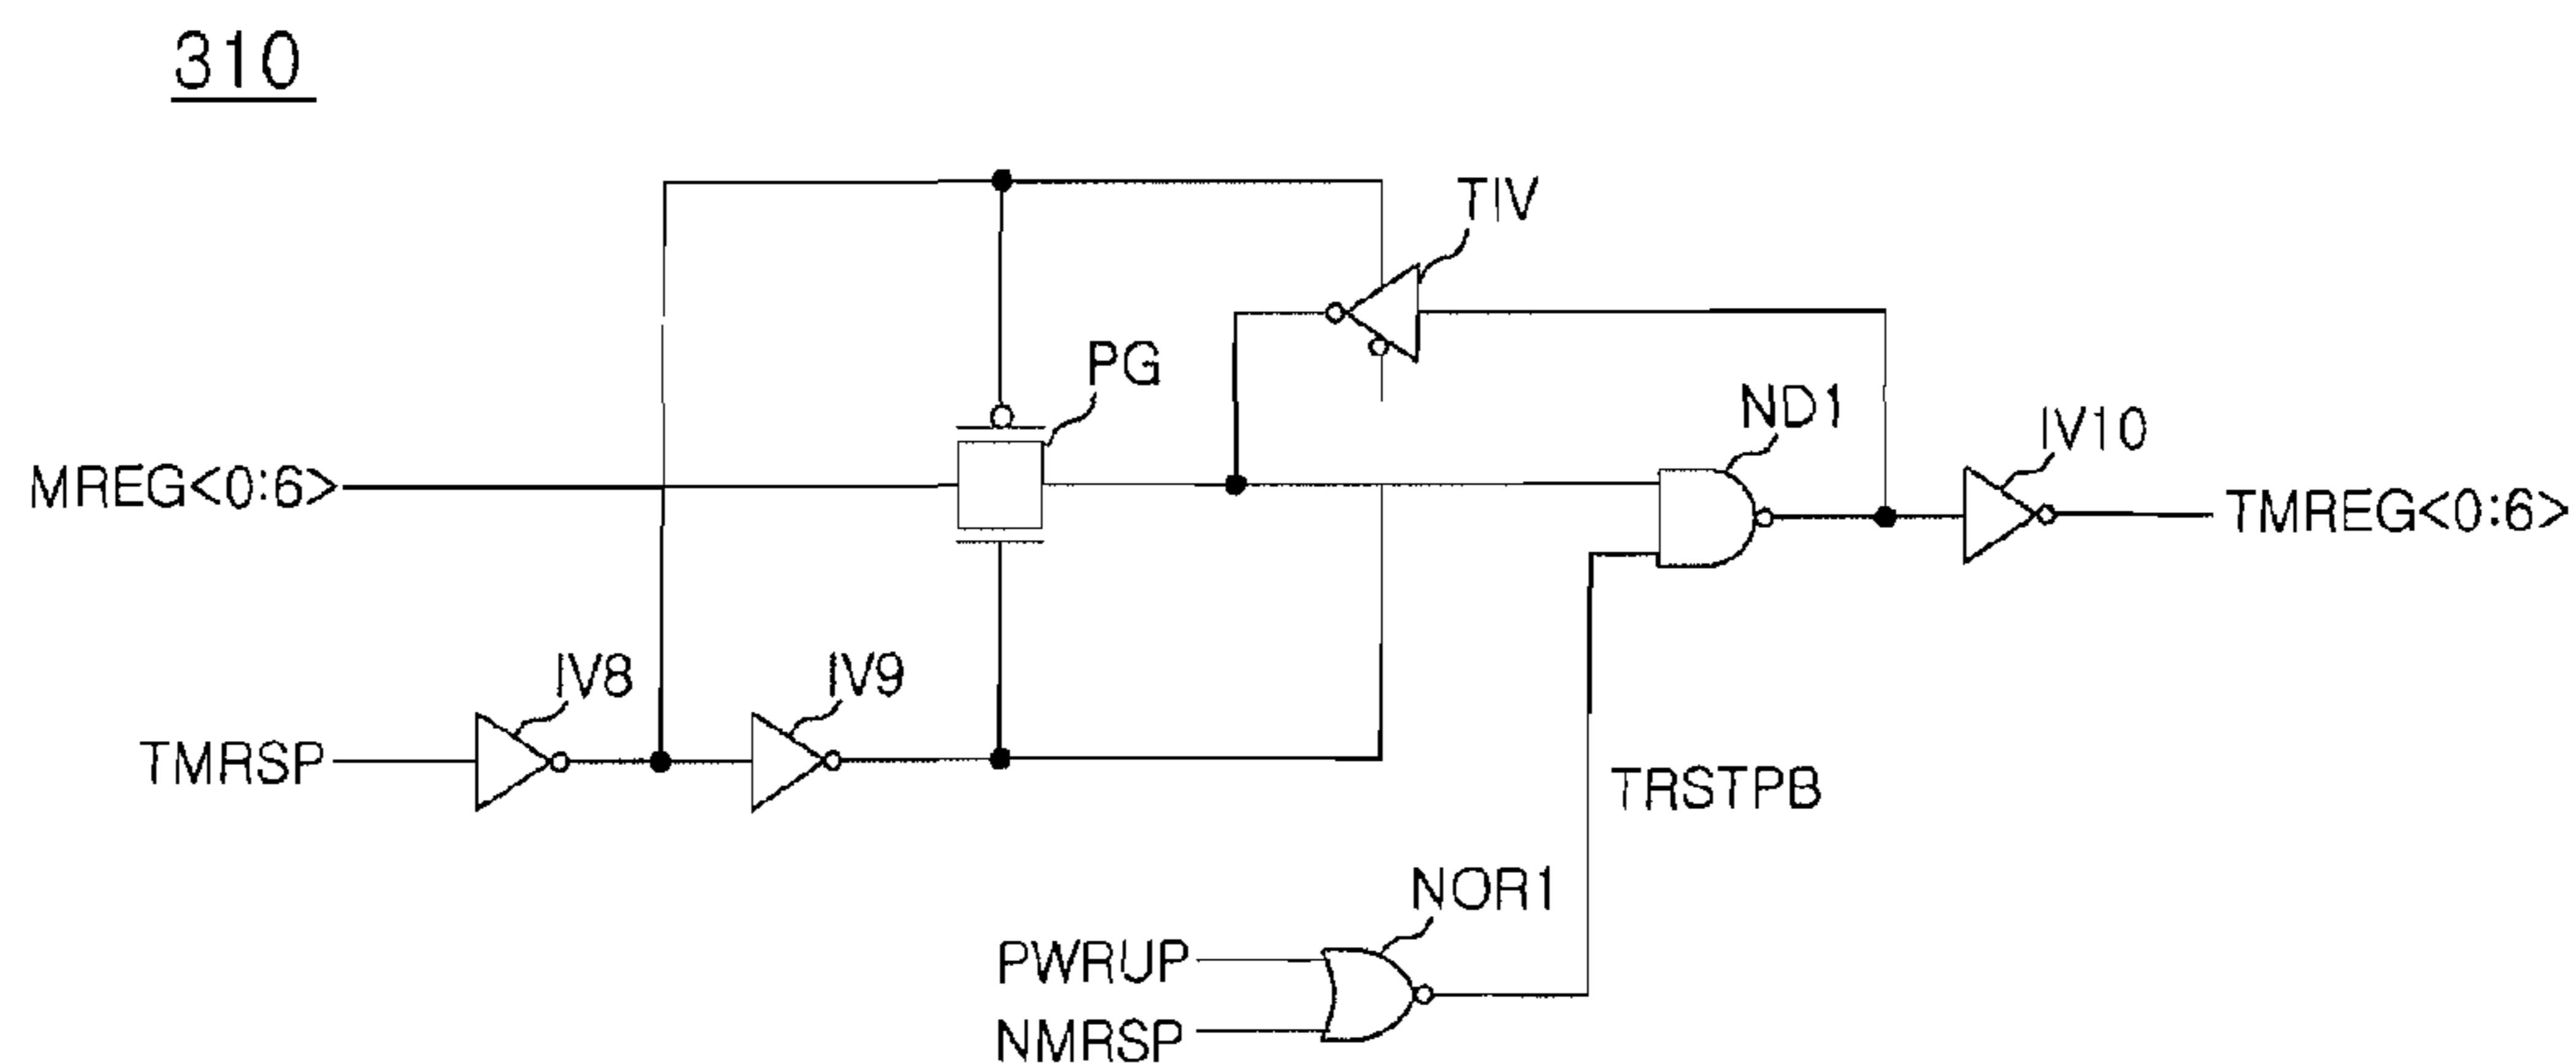 310
TIV
PG
ND1
IV10
MREG<0:6>
TMREG<0:6>
IV8
IV9
TMRSP
TRSTPB
NOR1
PWRUP
NMRSP